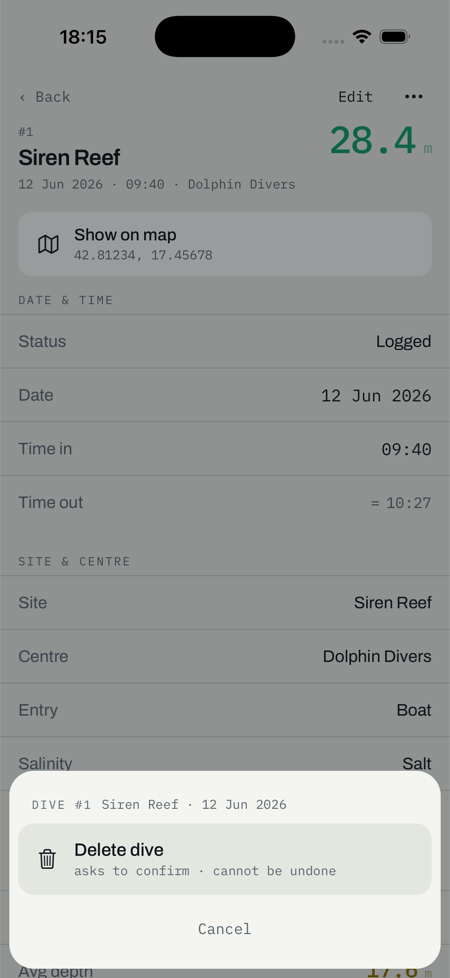 18:15
‹ Back
Edit
#1
28.4 m
Siren Reef
12 Jun 2026 · 09:40 · Dolphin Divers
Show on map
42.81234, 17.45678
DATE & TIME
Status Logged
Date 12 Jun 2026
Time in 09:40
Time out = 10:27
SITE & CENTRE
Site Siren Reef
Centre Dolphin Divers
Entry Boat
Salinity Salt
DIVE #1 Siren Reef · 12 Jun 2026
Delete dive
asks to confirm · cannot be undone
Cancel
Avg depth 17.6 m